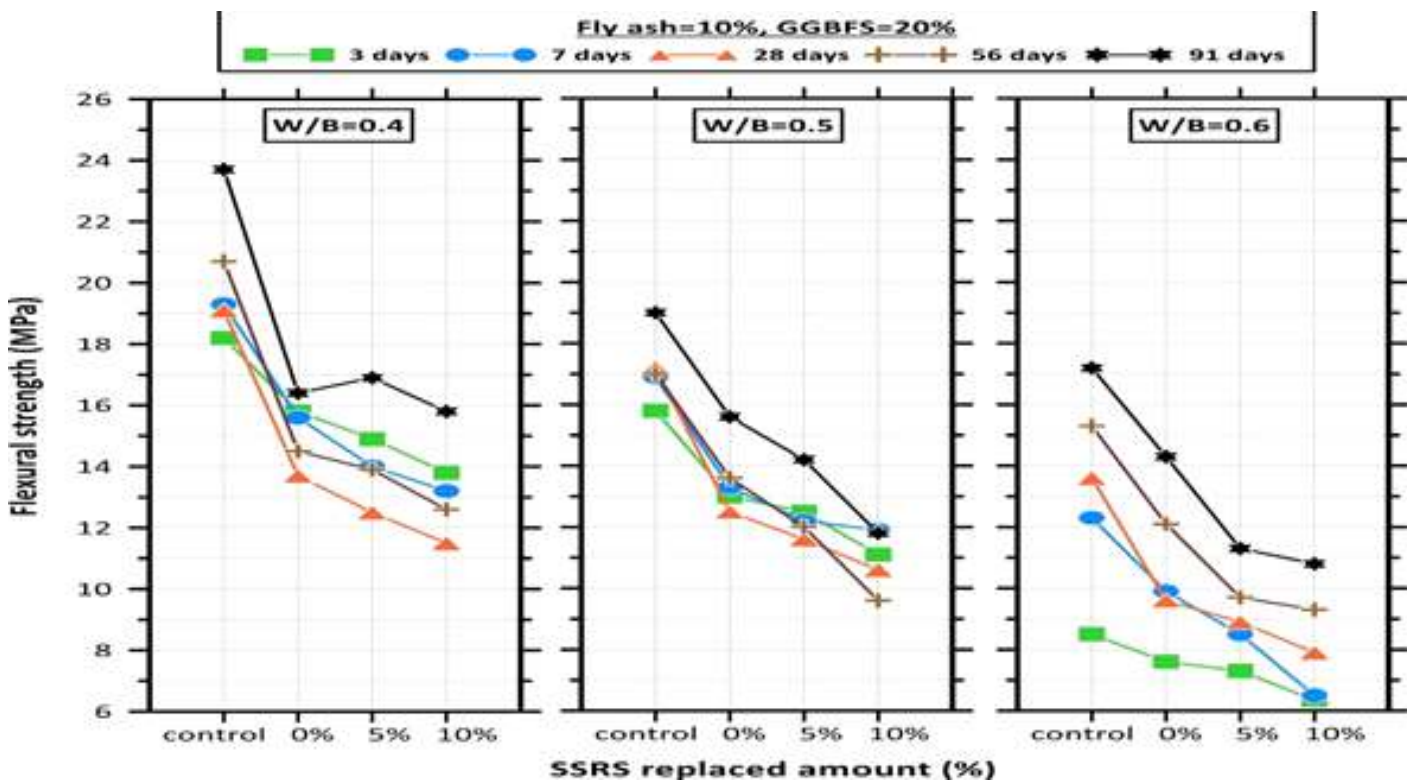 Fly ash=10%, GGBFS=20%
3 days 7 days 28 days 56 days 91 days
W/B=0.4 W/B=0.5 W/B=0.6
26
24
22
20
18
16
14
12
10
8
6
Flexural strength (MPa)
control 0% 5% 10% control 0% 5% 10% control 0% 5% 10%
SSRS replaced amount (%)